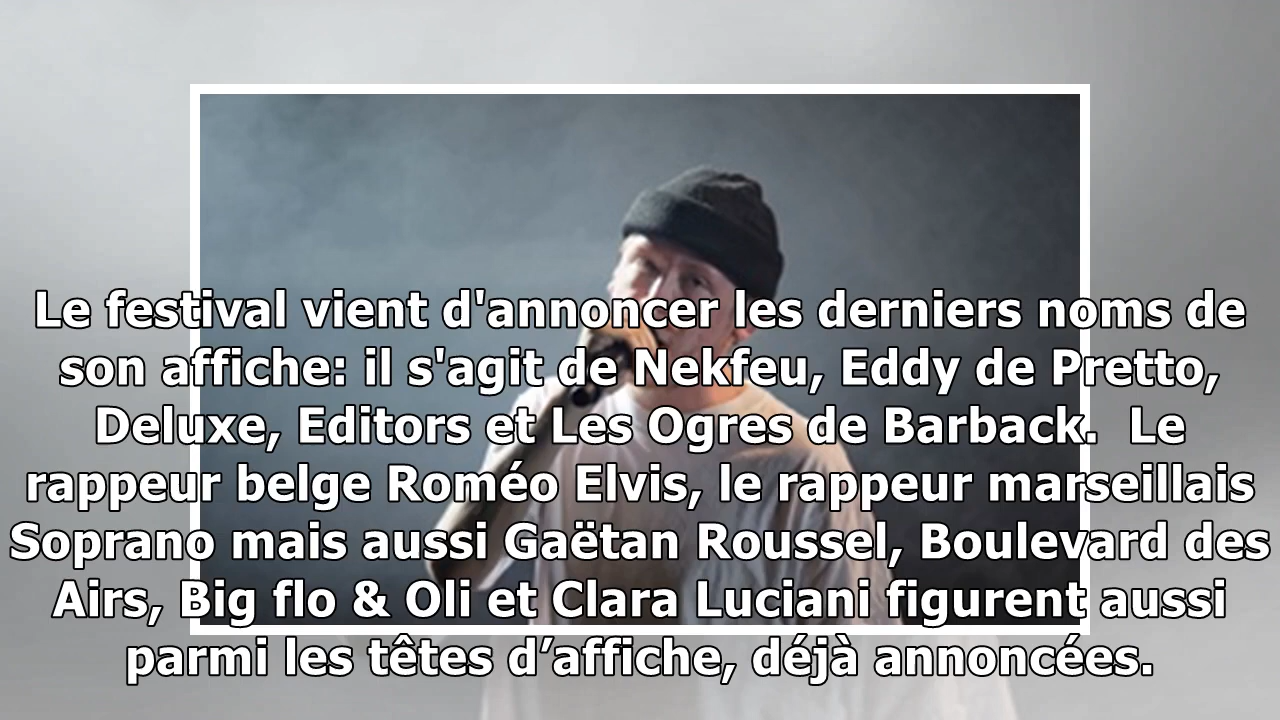 Le festival vient d'annoncer les derniers noms de
son affiche: il s'agit de Nekfeu, Eddy de Pretto,
Deluxe, Editors et Les Ogres de Barback.  Le
rappeur belge Roméo Elvis, le rappeur marseillais
Soprano mais aussi Gaëtan Roussel, Boulevard des
Airs, Big flo & Oli et Clara Luciani figurent aussi
parmi les têtes d’affiche, déjà annoncées.